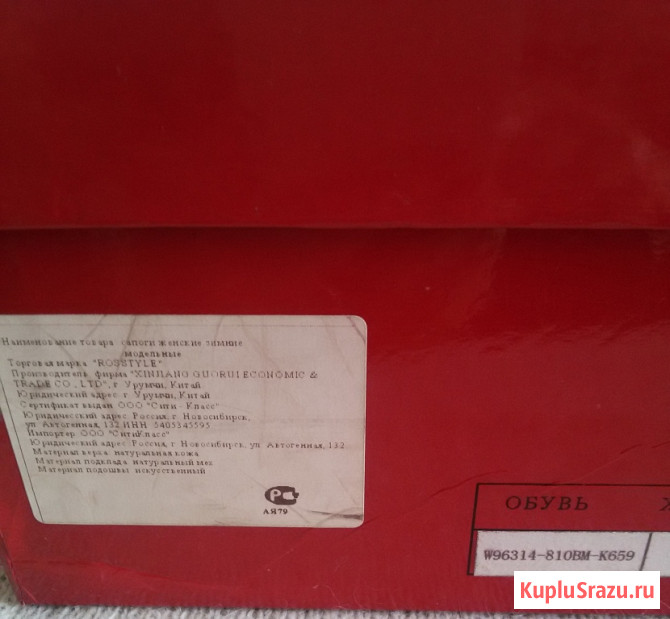 Наименование товара сапоги женские зимние
модельные
Торговая марка "ROSSTYLE"
Производитель фирма "XINJIANG GUORUI ECONOMIC &
TRADE CO., LTD", г. Урумчи, Китай
Юридический адрес г. Урумчи, Китай
Сертификат выдан ООО "Сити - Класс"
Юридический адрес Россия, г. Новосибирск,
ул Автогенная, 132 ИНН 5405345595
Импортер ООО "СитиКласс"
Юридический адрес Россия, г. Новосибирск, ул Автогенная, 132
Материал верха натуральная кожа
Материал подклада натуральный мех
Материал подошвы искусственный
РС
АЯ79
ОБУВЬ
W96314-810BM-K659
KupluSrazu.ru